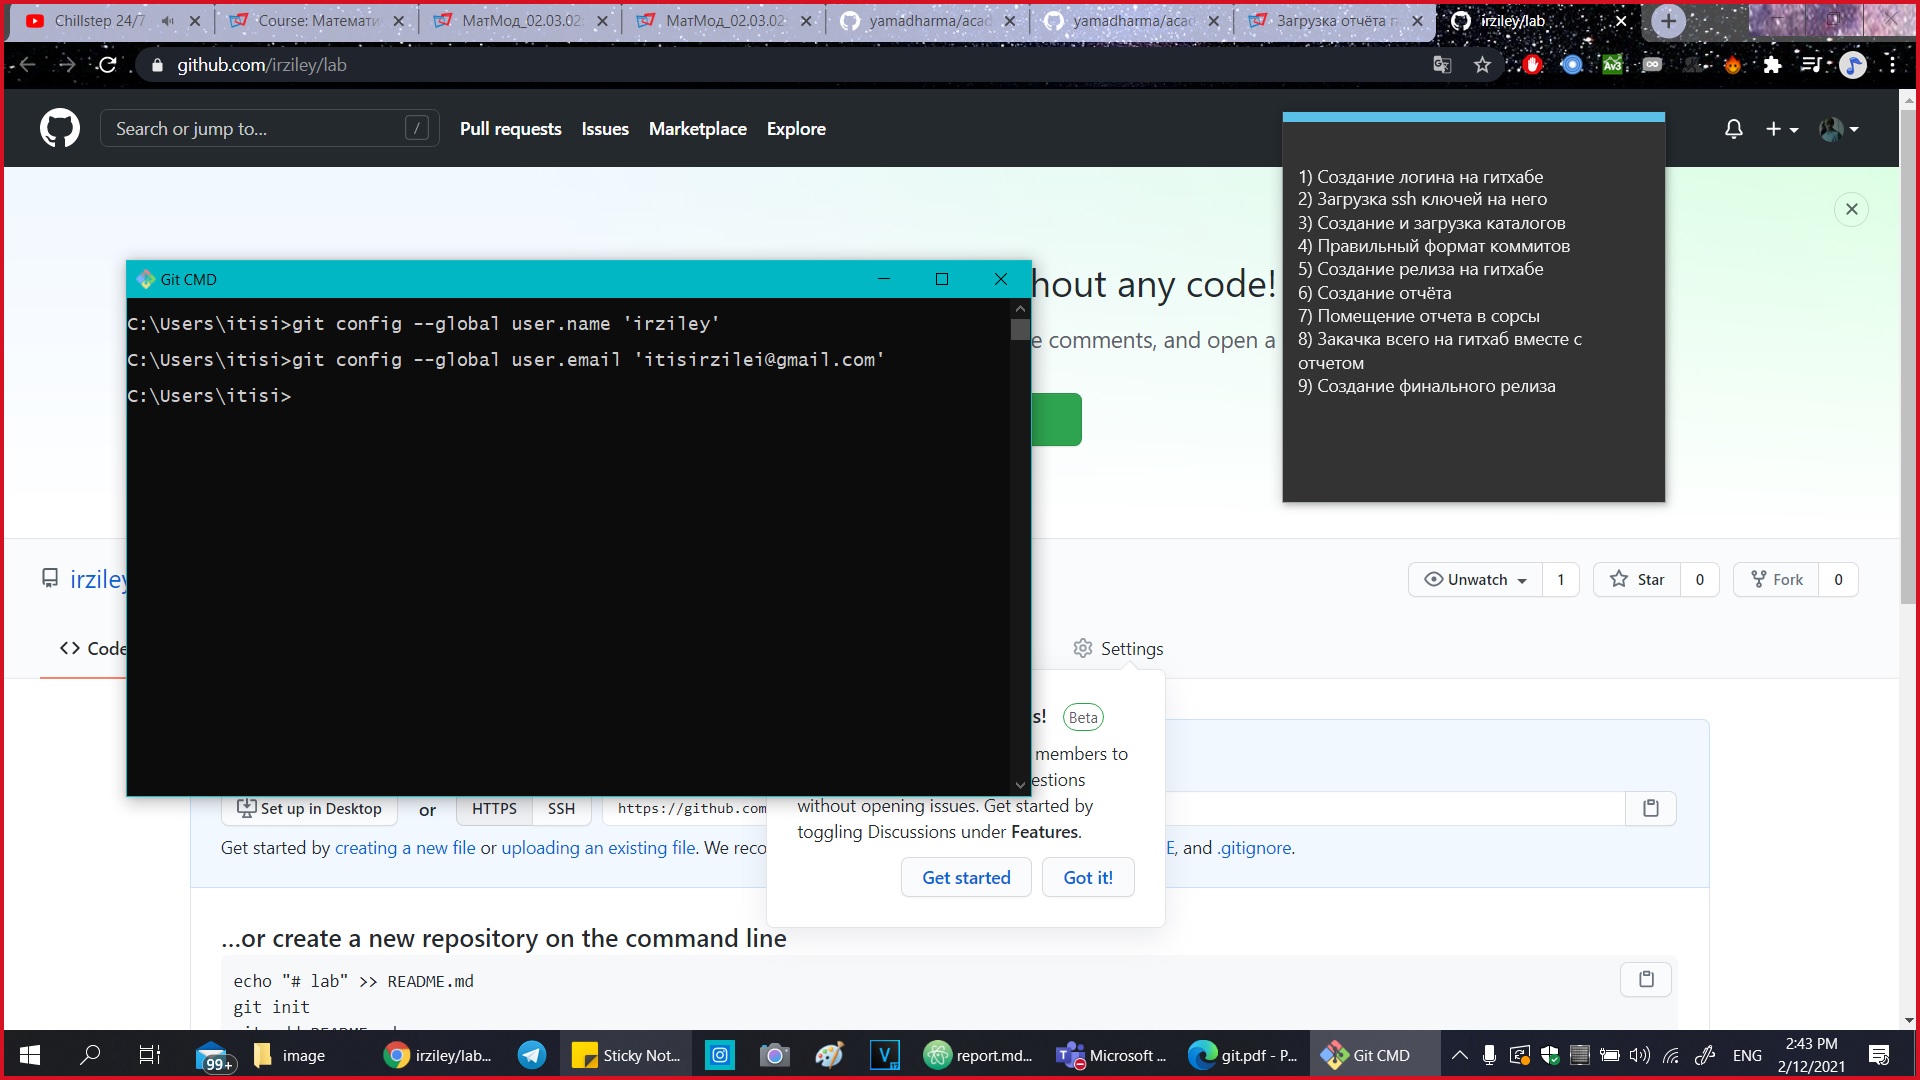 Chillstep 24/7
Course: Математи
МатМод_02.03.02
МатМод_02.03.02
yamadharma/acad
yamadharma/acad
Загрузка отчёта п
irziley/lab
github.com/irziley/lab
Search or jump to...
/
Pull requests
Issues
Marketplace
Explore
1) Создание логина на гитхабе
2) Загрузка ssh ключей на него
3) Создание и загрузка каталогов
4) Правильный формат коммитов
5) Создание релиза на гитхабе
6) Создание отчёта
7) Помещение отчета в сорсы
8) Закачка всего на гитхаб вместе с
отчетом
9) Создание финального релиза
Git CMD
C:\Users\itisi>git config --global user.name 'irziley'
C:\Users\itisi>git config --global user.email 'itisirzilei@gmail.com'
C:\Users\itisi>
hout any code!
e comments, and open a
irziley
Unwatch 1
Star 0
Fork 0
Code
Settings
s! Beta
members to
estions
without opening issues. Get started by
toggling Discussions under Features.
Get started
Got it!
Set up in Desktop
or
HTTPS
SSH
https://github.com
Get started by creating a new file or uploading an existing file. We reco
E, and .gitignore.
...or create a new repository on the command line
echo "# lab" >> README.md
git init
99+
image
irziley/lab...
Sticky Not...
report.md...
Microsoft ...
git.pdf - P...
Git CMD
ENG
2:43 PM
2/12/2021